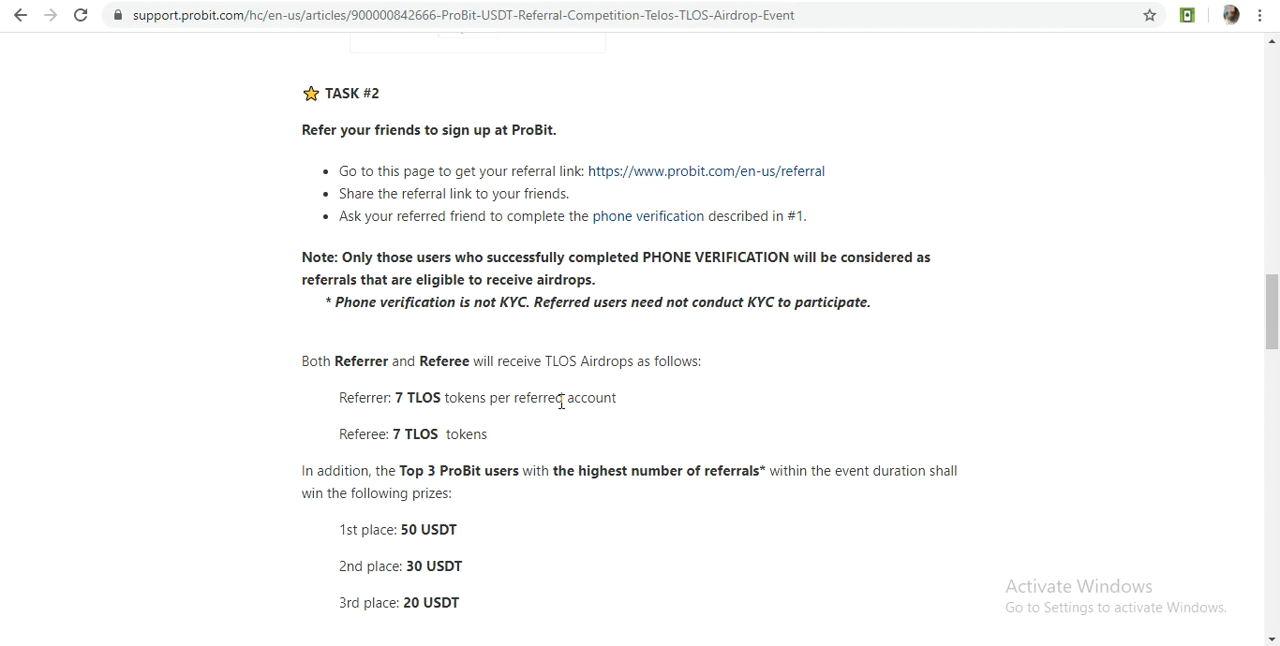 support.probit.com/hc/en-us/articles/900000842666-ProBit-USDT-Referral-Competition-Telos-TLOS-Airdrop-Event
TASK #2
Refer your friends to sign up at ProBit.
• Go to this page to get your referral link: https://www.probit.com/en-us/referral
• Share the referral link to your friends.
• Ask your referred friend to complete the phone verification described in #1.
Note: Only those users who successfully completed PHONE VERIFICATION will be considered as
referrals that are eligible to receive airdrops.
* Phone verification is not KYC. Referred users need not conduct KYC to participate.
Both Referrer and Referee will receive TLOS Airdrops as follows:
Referrer: 7 TLOS tokens per referred account
Referee: 7 TLOS tokens
In addition, the Top 3 ProBit users with the highest number of referrals* within the event duration shall
win the following prizes:
1st place: 50 USDT
2nd place: 30 USDT
3rd place: 20 USDT
Activate Windows
Go to Settings to activate Windows.